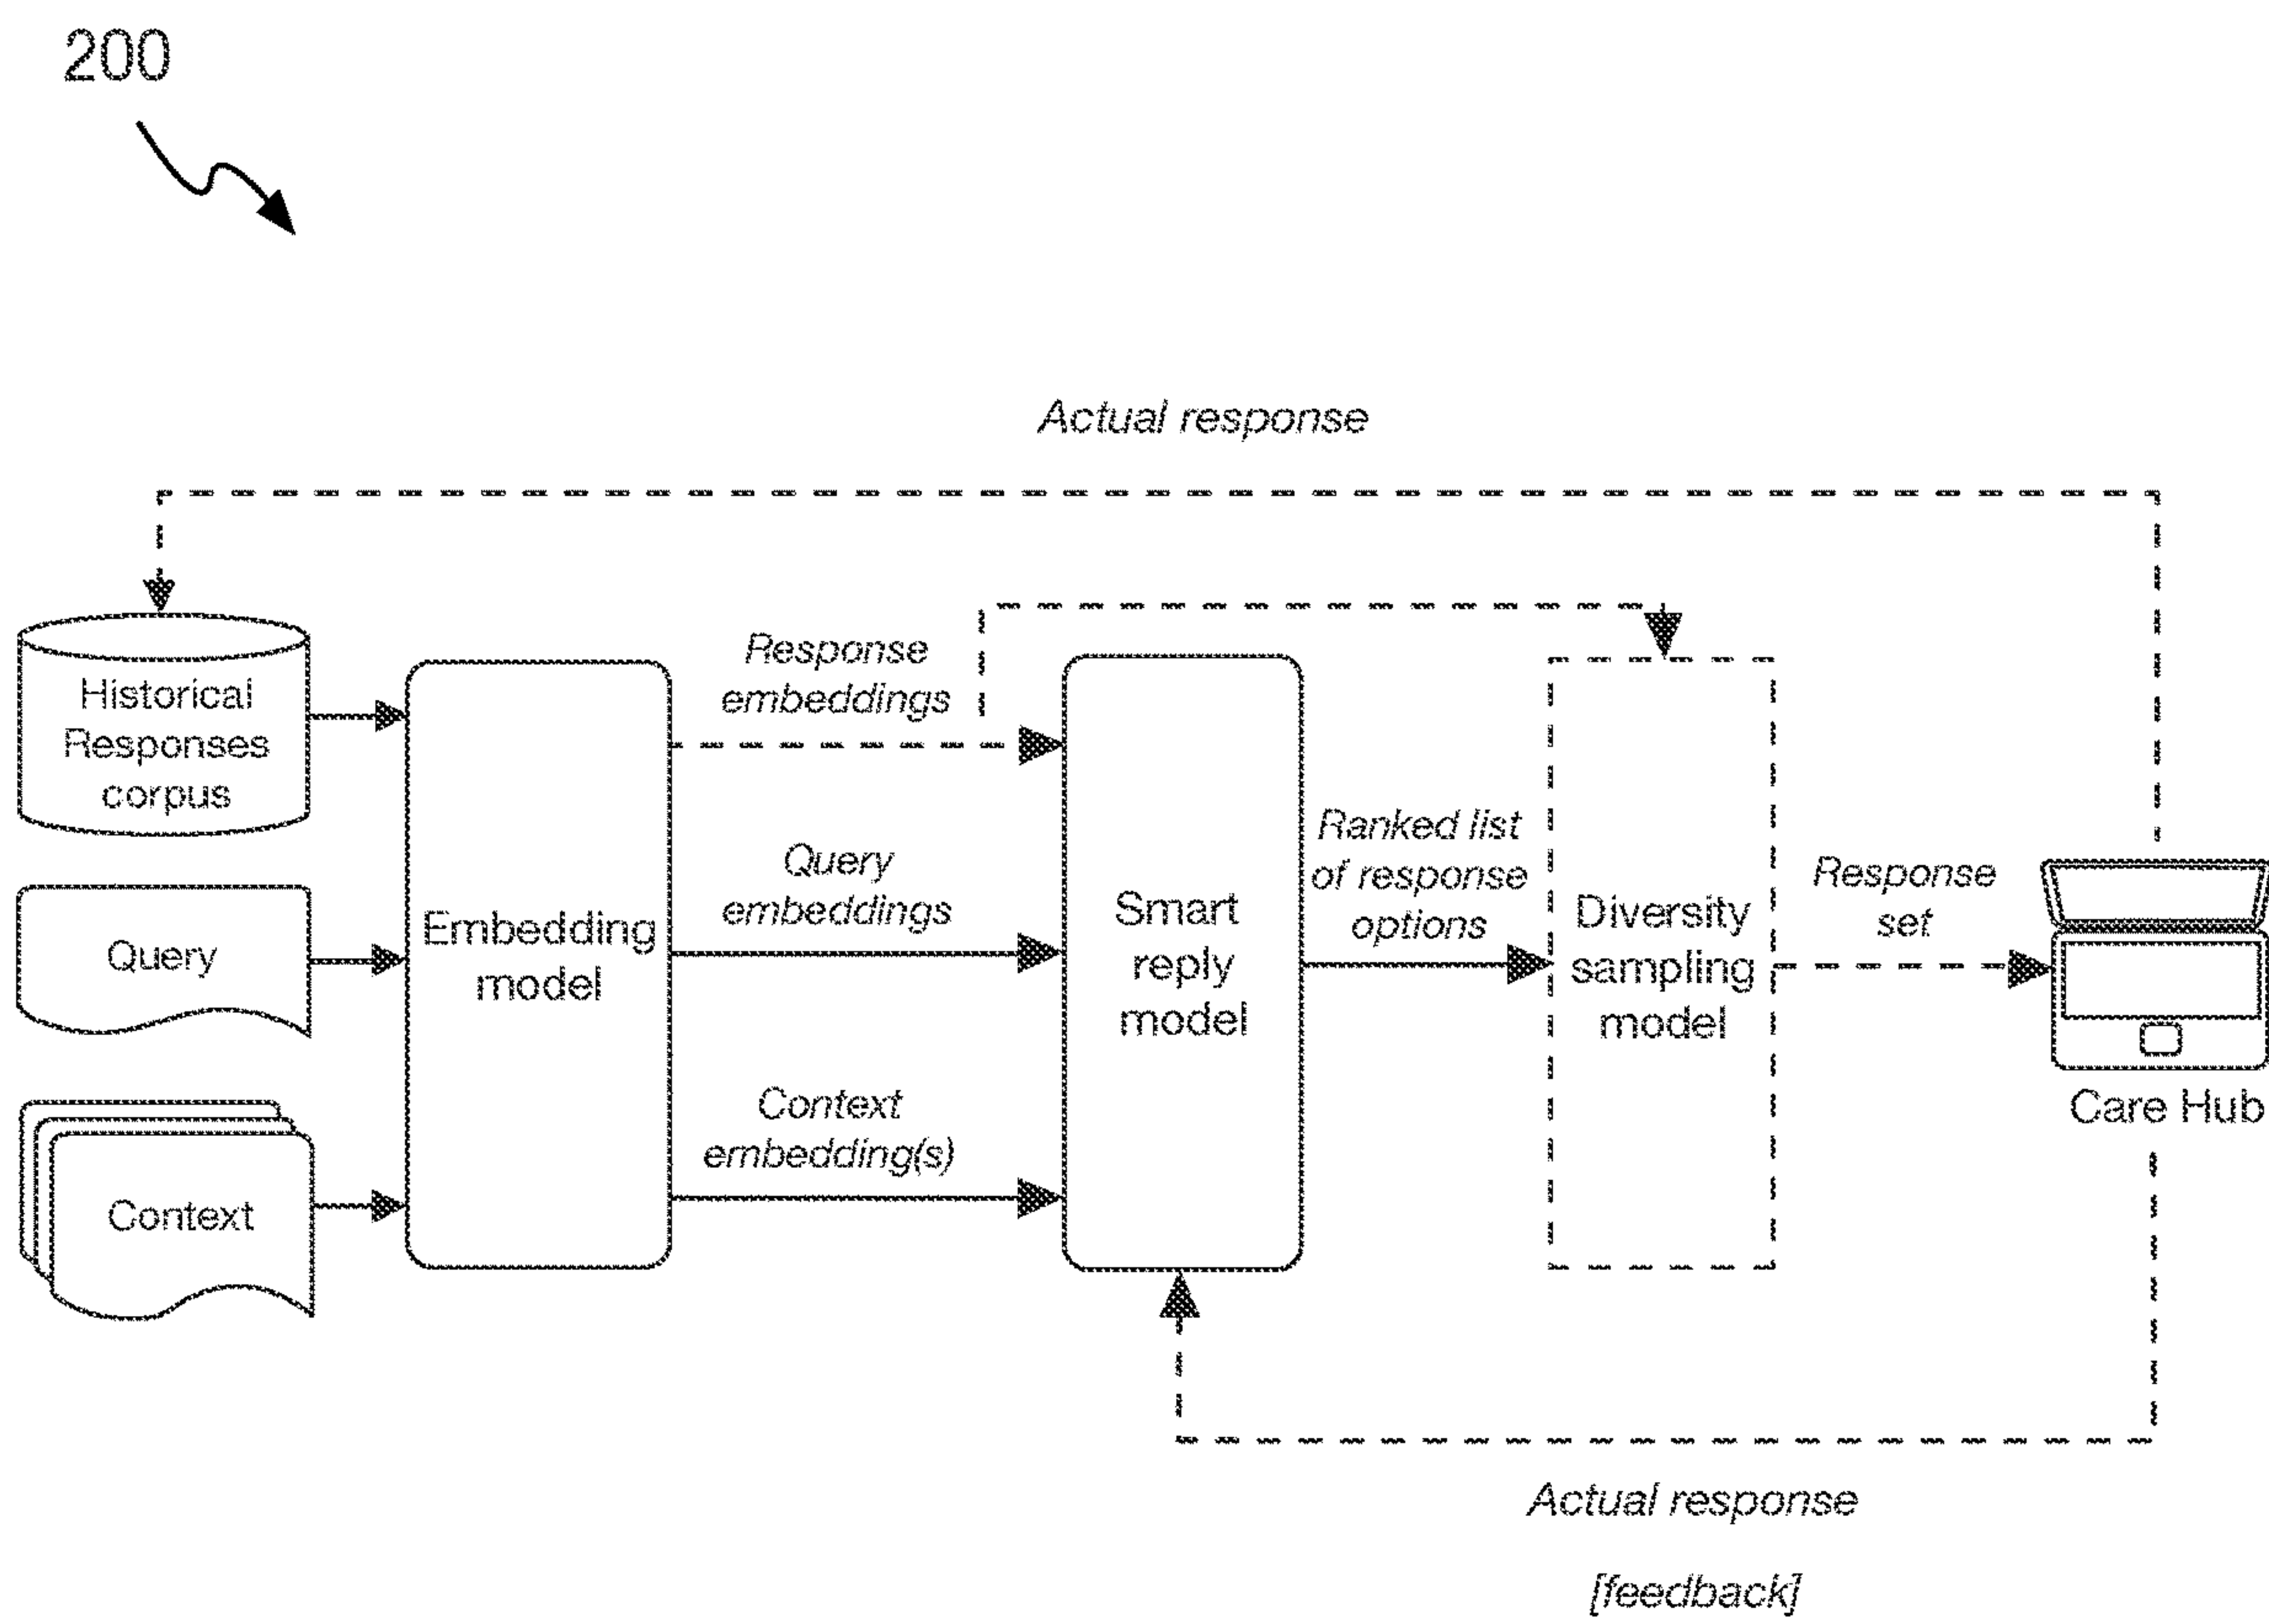 200
Actual response
Historical
Responses
corpus
Query
Context
Embedding
model
Response
embeddings
Query
embeddings
Context
embedding(s)
Smart
reply
model
Ranked list
of response
options
Diversity
sampling
model
Response
set
Care Hub
Actual response
[feedback]